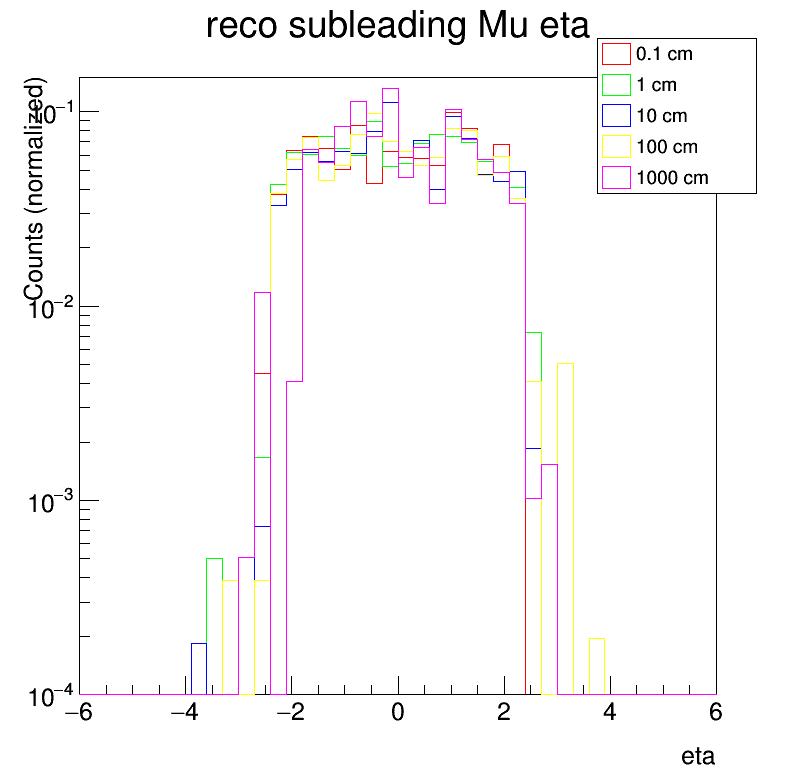 reco subleading Mu eta
0.1 cm
1 cm
10 cm
100 cm
1000 cm
Counts (normalized)
10−1
10−2
10−3
10−4
−6 −4 −2 0 2 4 6
eta